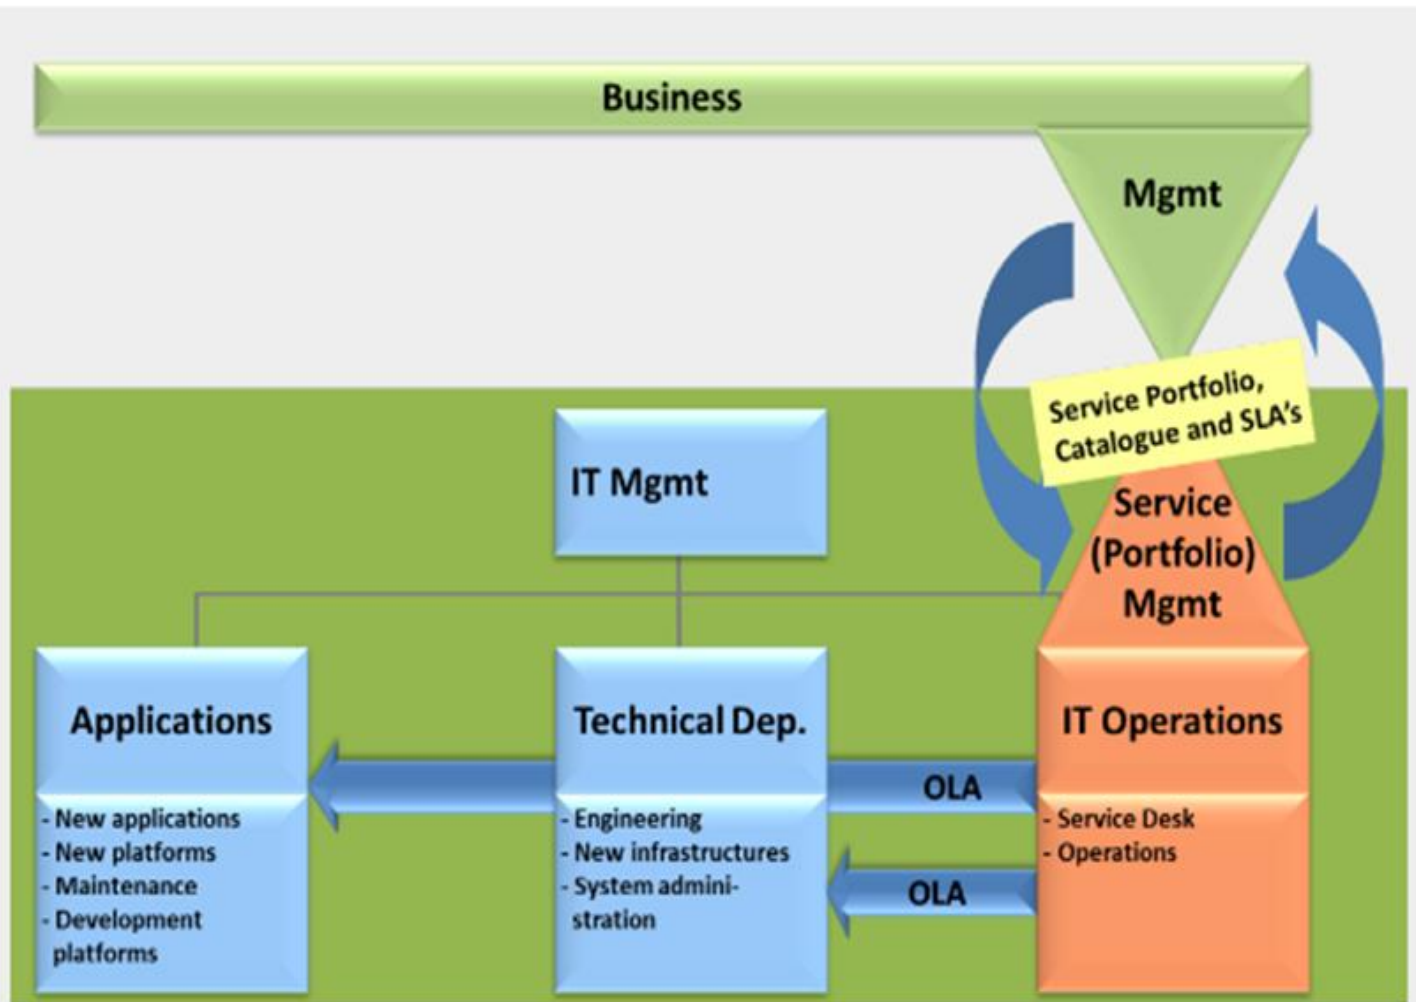 Business
Mgmt
Service Portfolio,
Catalogue and SLA's
IT Mgmt
Service
(Portfolio)
Mgmt
Applications
- New applications
- New platforms
- Maintenance
- Development
platforms
Technical Dep.
- Engineering
- New infrastructures
- System admini-
stration
OLA
OLA
IT Operations
- Service Desk
- Operations